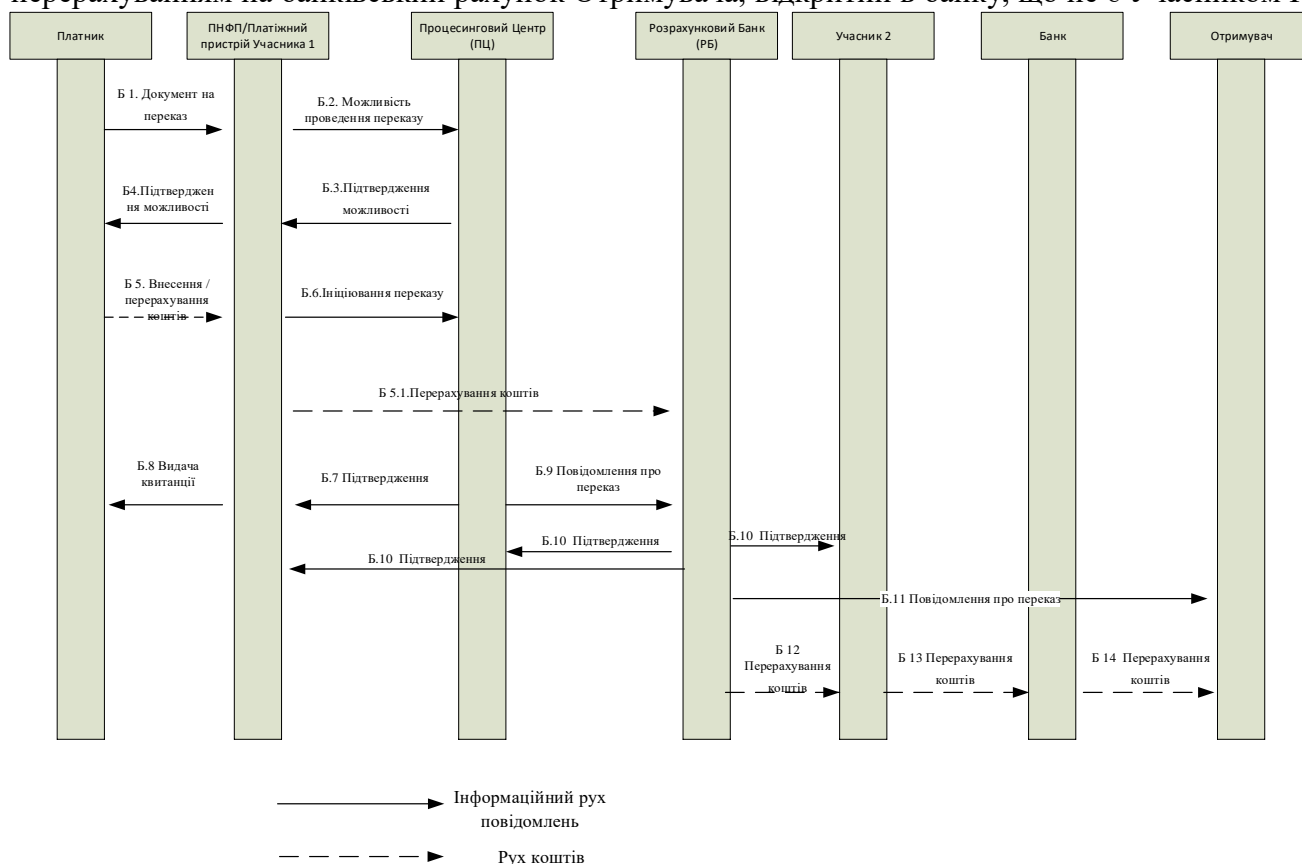 перерахуванням на банківський рахунок Отримувача, відкритий в банку, що не є Учасником
Платник
ПНФП/Платіжний
пристрій Учасника 1
Процесинговий Центр
(ПЦ)
Розрахунковий Банк
(РБ)
Учасник 2
Банк
Отримувач
Б 1. Документ на
переказ
Б.2. Можливість
проведення переказу
Б4.Підтверджен
ня можливості
Б.3.Підтвердження
можливості
Б 5. Внесення /
перерахування
коштів
Б.6.Ініціювання переказу
Б 5.1.Перерахування коштів
Б.8 Видача
квитанції
Б.7 Підтвердження
Б.9 Повідомлення про
переказ
Б.10 Підтвердження
Б.10 Підтвердження
Б.10 Підтвердження
Б.11 Повідомлення про переказ
Б 12
Перерахування
коштів
Б 13 Перерахування
коштів
Б 14 Перерахування
коштів
Інформаційний рух
повідомлень
Рух коштів